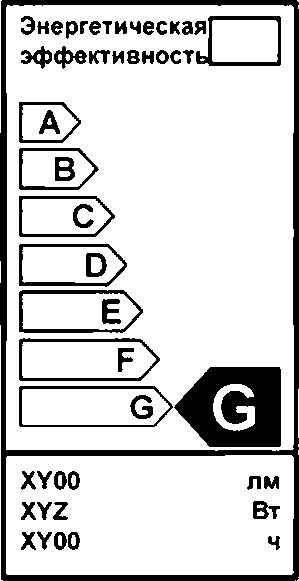 Энергетическая
эффективность
A
B
C
D
E
F
G G
XY00 лм
XYZ Вт
XY00 ч